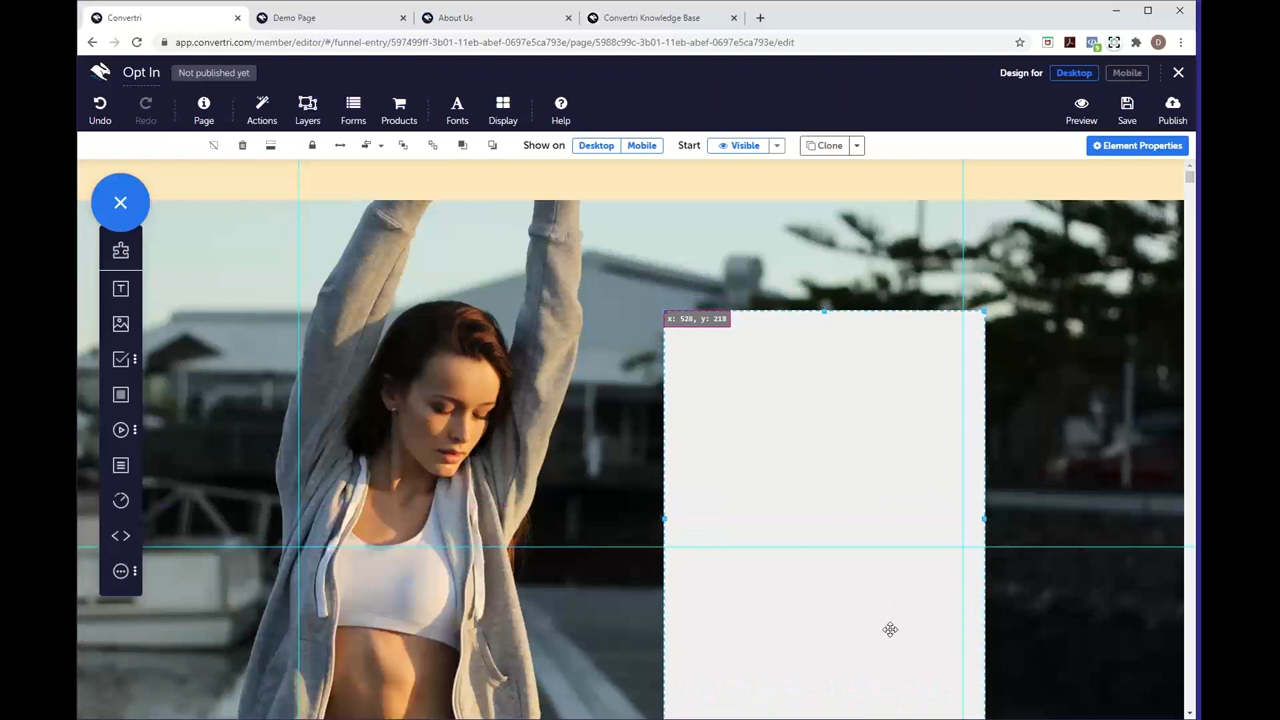 Convertri
Demo Page
About Us
Convertri Knowledge Base
app.convertri.com/member/editor/#/funnel-entry/597499ff-3b01-11eb-abef-0697e5ca793e/page/5988c99c-3b01-11eb-abef-0697e5ca793e/edit
D
Opt In
Not published yet
Design for
Desktop
Mobile
Undo
Redo
Page
Actions
Layers
Forms
Products
Fonts
Display
Help
Preview
Save
Publish
Show on
Desktop
Mobile
Start
Visible
Clone
Element Properties
x: 528, y: 218